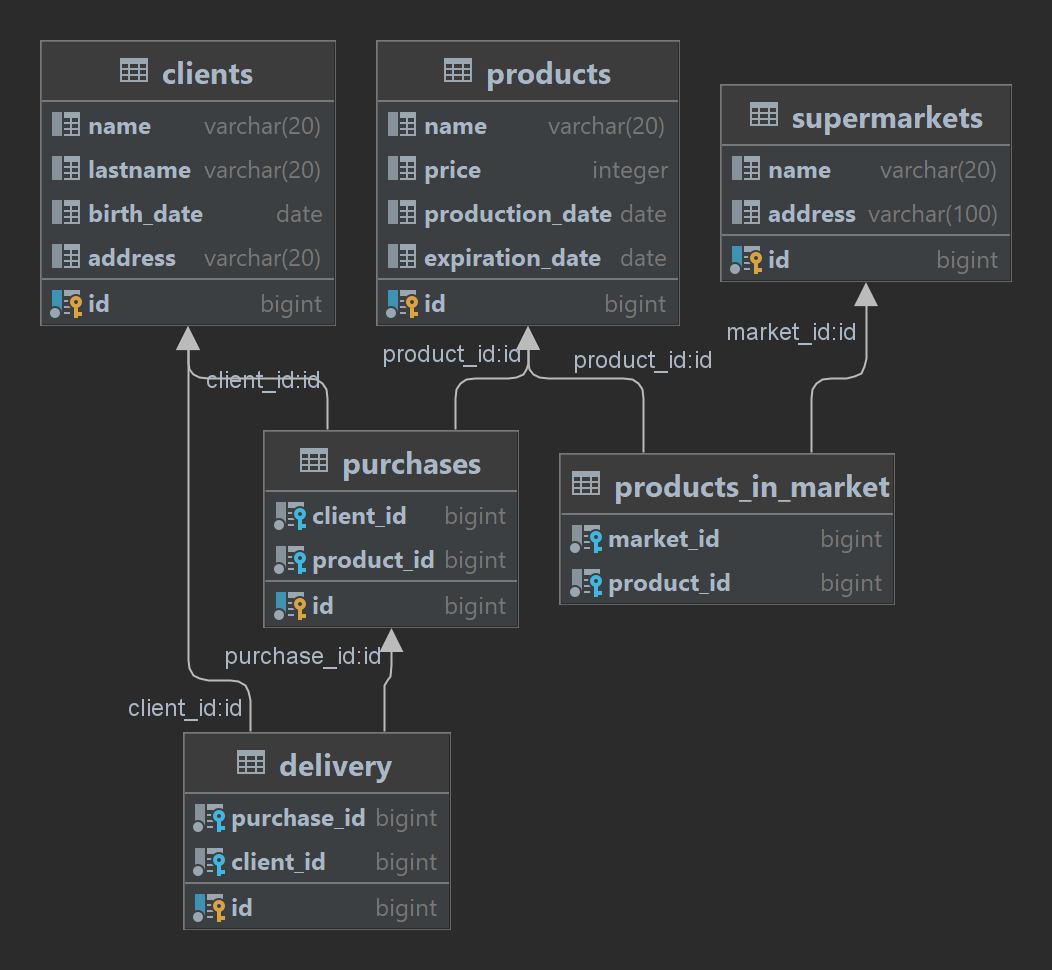 clients
name varchar(20)
lastname varchar(20)
birth_date date
address varchar(20)
id bigint
products
name varchar(20)
price integer
production_date date
expiration_date date
id bigint
supermarkets
name varchar(20)
address varchar(100)
id bigint
client_id:id
product_id:id
product_id:id
market_id:id
purchases
client_id bigint
product_id bigint
id bigint
products_in_market
market_id bigint
product_id bigint
purchase_id:id
client_id:id
delivery
purchase_id bigint
client_id bigint
id bigint